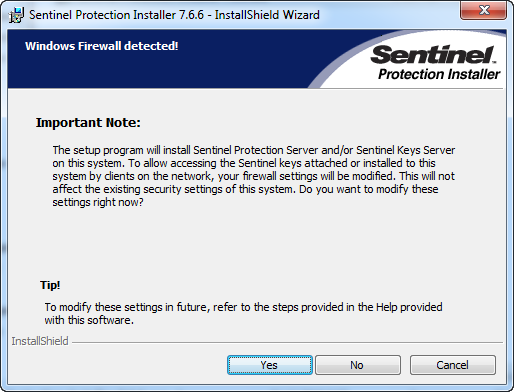 Sentinel Protection Installer 7.6.6 - InstallShield Wizard
Windows Firewall detected!
Sentinel™
Protection Installer
Important Note:
The setup program will install Sentinel Protection Server and/or Sentinel Keys Server
on this system. To allow accessing the Sentinel keys attached or installed to this
system by clients on the network, your firewall settings will be modified. This will not
affect the existing security settings of this system. Do you want to modify these
settings right now?
Tip!
To modify these settings in future, refer to the steps provided in the Help provided
with this software.
InstallShield
Yes
No
Cancel